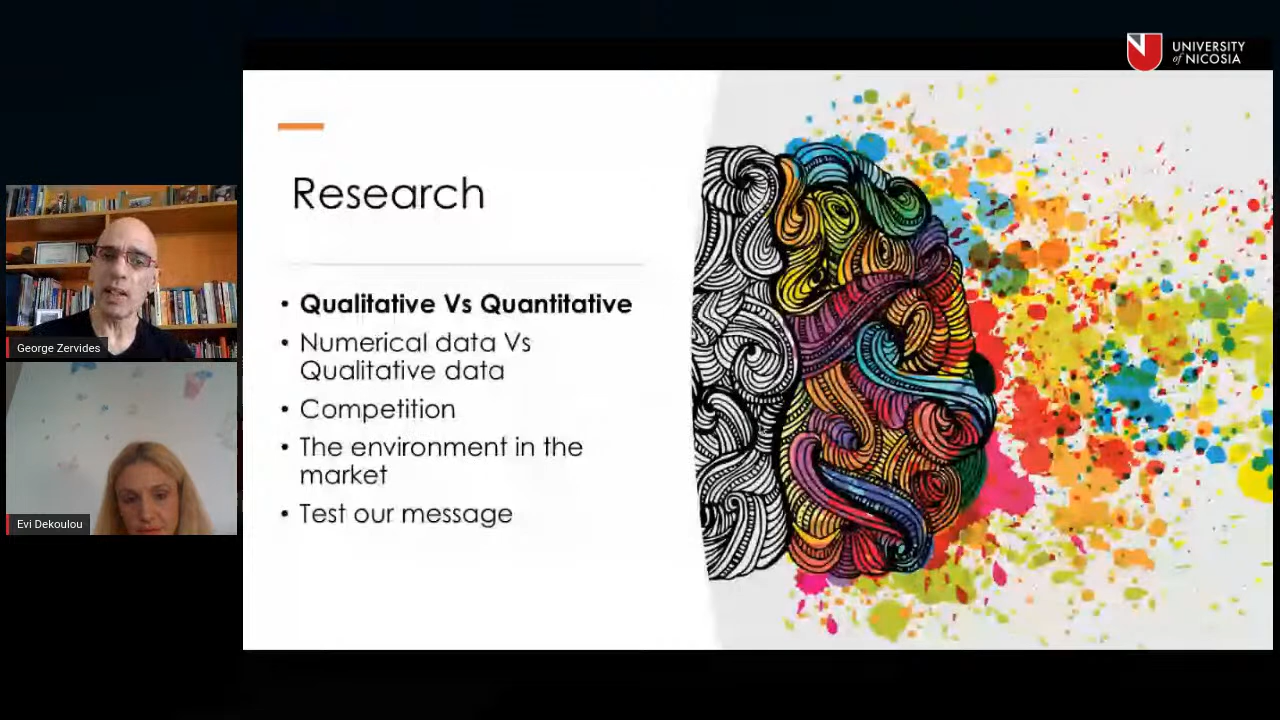 UNIVERSITY
of NICOSIA
Research
• Qualitative Vs Quantitative
• Numerical data Vs
Qualitative data
• Competition
• The environment in the
market
• Test our message
George Zervides
Evi Dekoulou